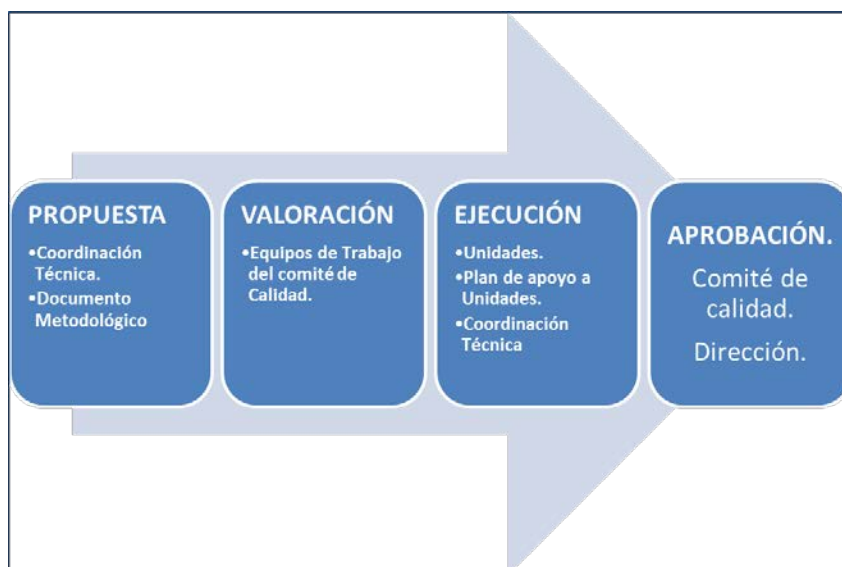 PROPUESTA
•Coordinación
Técnica.
•Documento
Metodológico
VALORACIÓN
•Equipos de Trabajo
del comité de
Calidad.
EJECUCIÓN
•Unidades.
•Plan de apoyo a
Unidades.
•Coordinación
Técnica
APROBACIÓN.
Comité de
calidad.
Dirección.